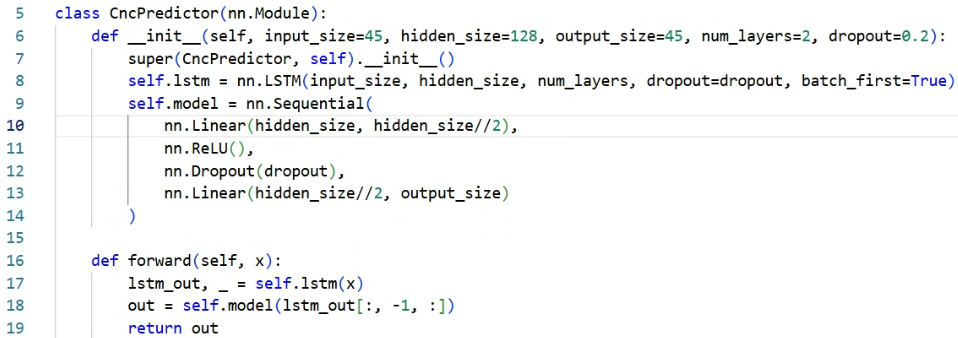 5 class CncPredictor(nn.Module):
6     def __init__(self, input_size=45, hidden_size=128, output_size=45, num_layers=2, dropout=0.2):
7         super(CncPredictor, self).__init__()
8         self.lstm = nn.LSTM(input_size, hidden_size, num_layers, dropout=dropout, batch_first=True)
9         self.model = nn.Sequential(
10             nn.Linear(hidden_size, hidden_size//2),
11             nn.ReLU(),
12             nn.Dropout(dropout),
13             nn.Linear(hidden_size//2, output_size)
14         )
15
16     def forward(self, x):
17         lstm_out, _ = self.lstm(x)
18         out = self.model(lstm_out[:, -1, :])
19         return out